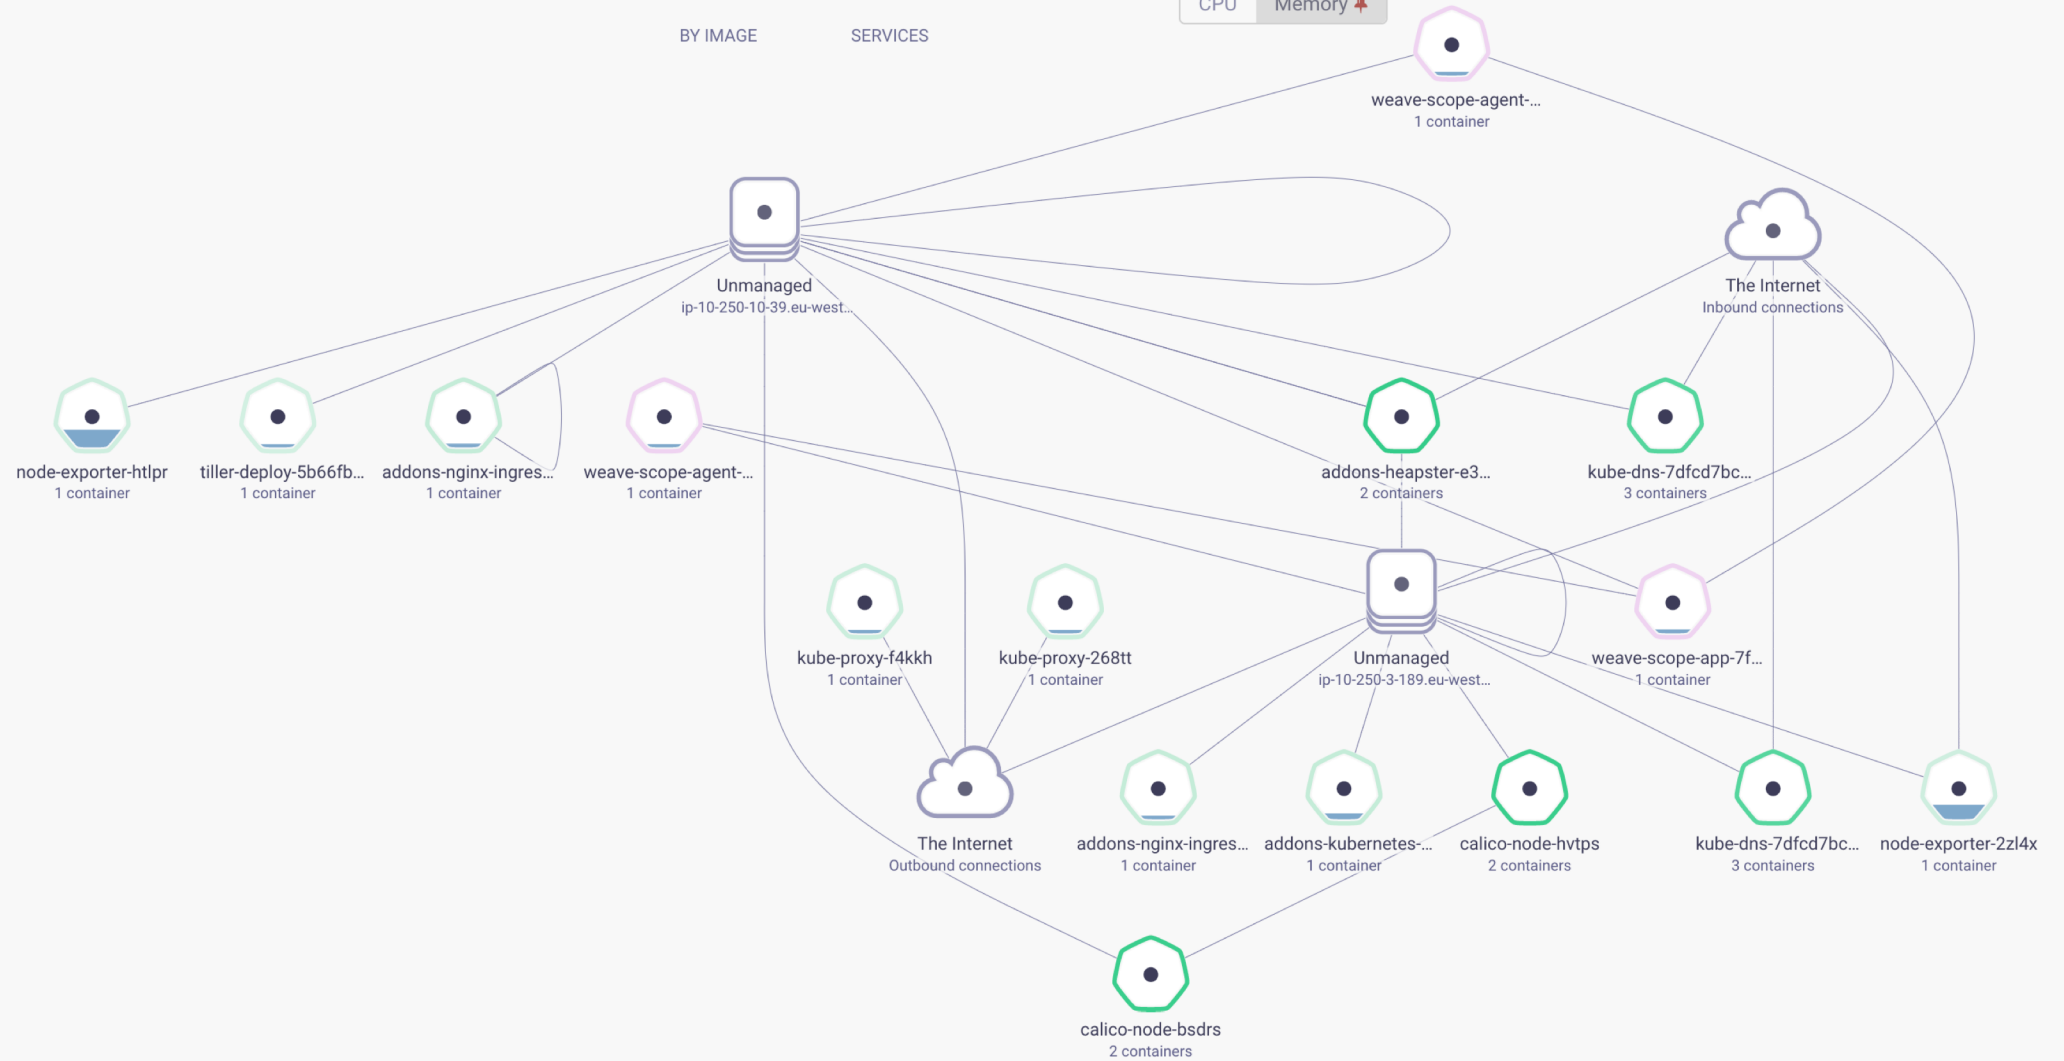 CPU
Memory
BY IMAGE
SERVICES
weave-scope-agent-...
1 container
Unmanaged
ip-10-250-10-39.eu-west...
The Internet
Inbound connections
node-exporter-htlpr
1 container
tiller-deploy-5b66fb...
1 container
addons-nginx-ingres...
1 container
weave-scope-agent-...
1 container
addons-heapster-e3...
2 containers
kube-dns-7dfcd7bc...
3 containers
kube-proxy-f4kkh
1 container
kube-proxy-268tt
1 container
Unmanaged
ip-10-250-3-189.eu-west...
weave-scope-app-7f...
1 container
The Internet
Outbound connections
addons-nginx-ingres...
1 container
addons-kubernetes-...
1 container
calico-node-hvtps
2 containers
kube-dns-7dfcd7bc...
3 containers
node-exporter-2zl4x
1 container
calico-node-bsdrs
2 containers